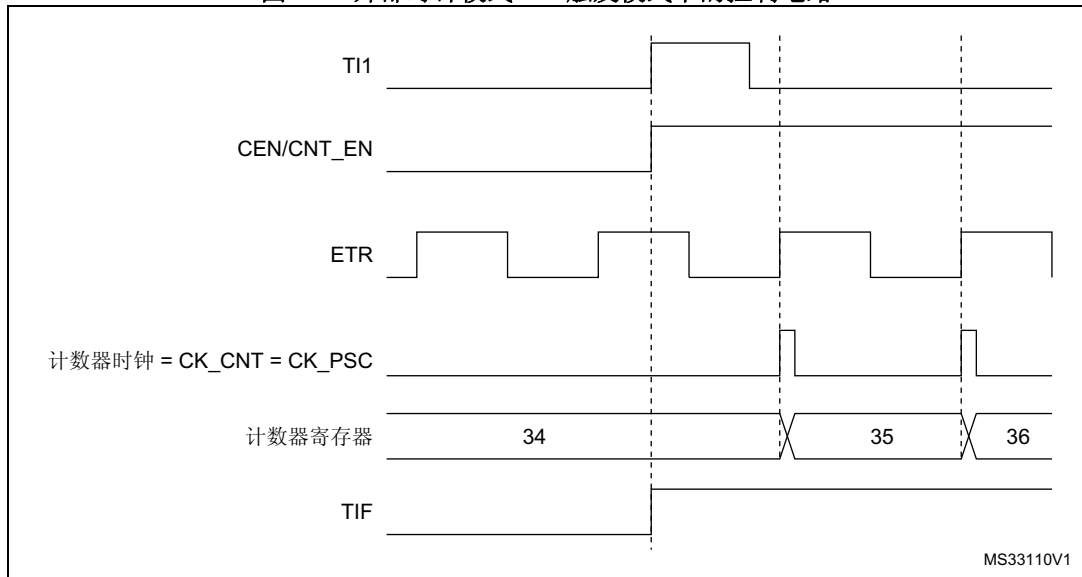 TI1
CEN/CNT_EN
ETR
计数器时钟 = CK_CNT = CK_PSC
计数器寄存器
34
35
36
TIF
MS33110V1